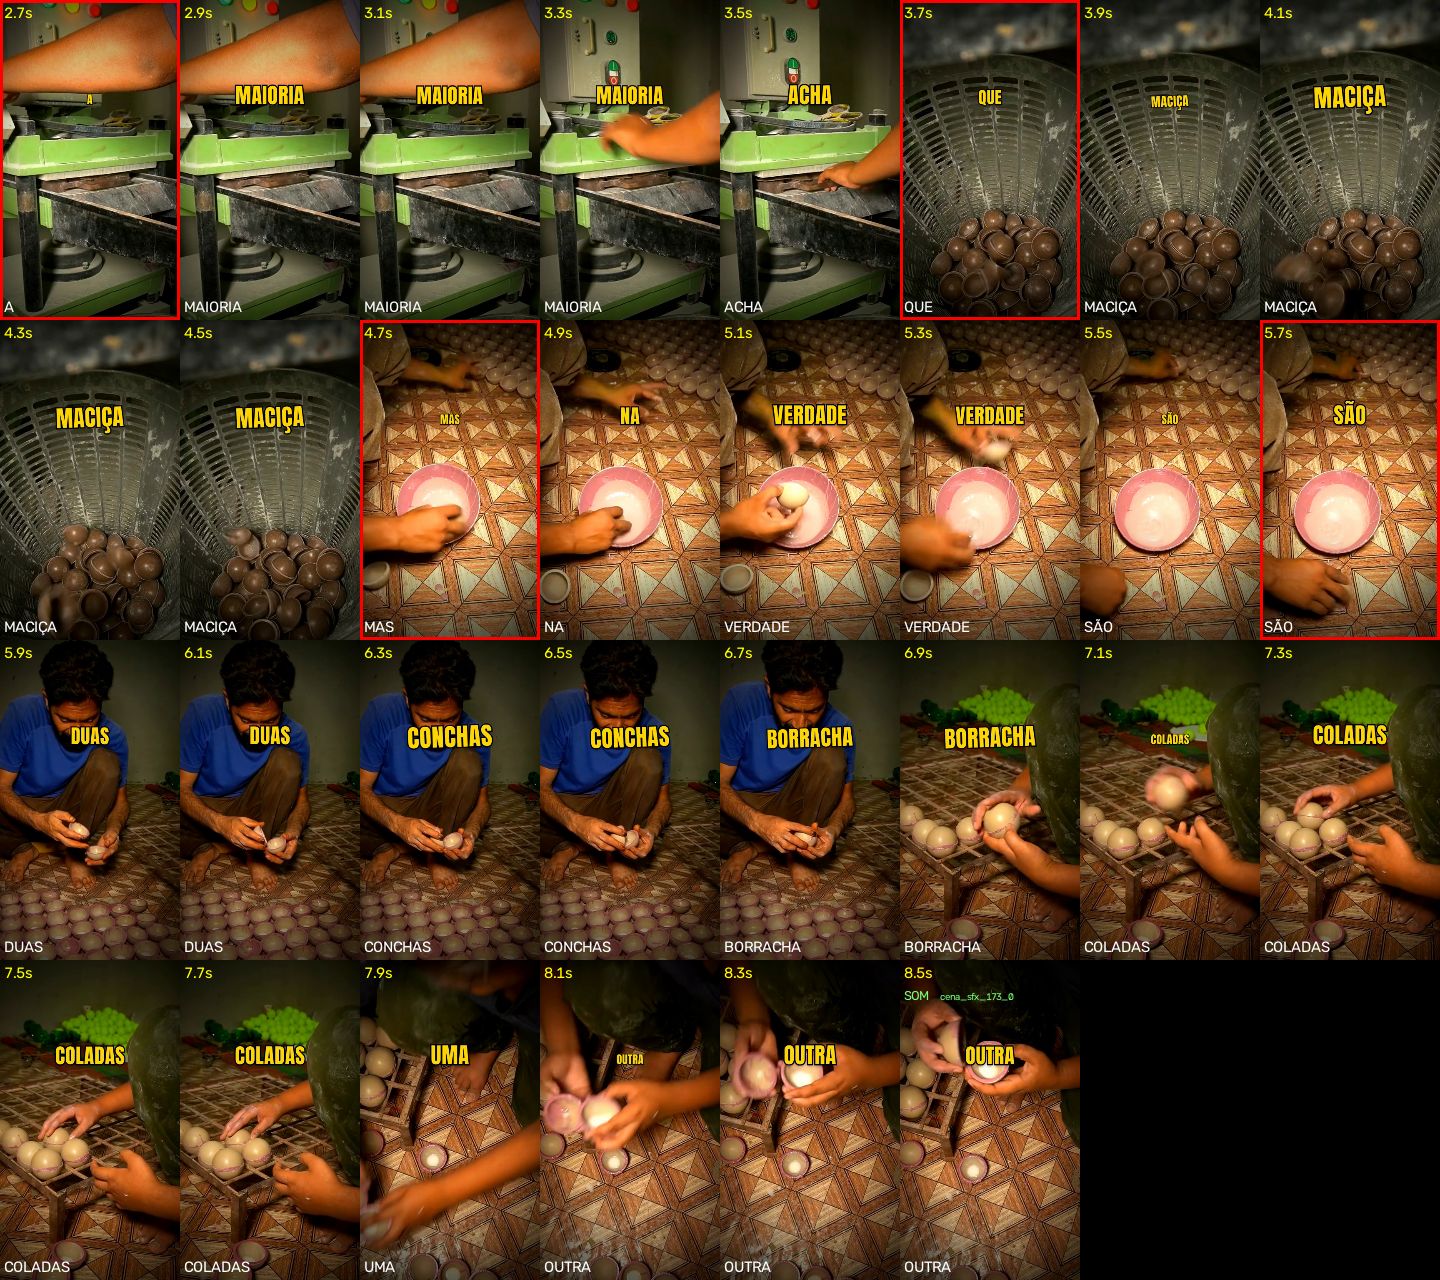 2.7s
A
A
2.9s
MAIORIA
MAIORIA
3.1s
MAIORIA
MAIORIA
3.3s
MAIORIA
MAIORIA
3.5s
ACHA
ACHA
3.7s
QUE
QUE
3.9s
MACIÇA
MACIÇA
4.1s
MACIÇA
MACIÇA
4.3s
MACIÇA
MACIÇA
4.5s
MACIÇA
MACIÇA
4.7s
MAS
MAS
4.9s
NA
NA
5.1s
VERDADE
VERDADE
5.3s
VERDADE
VERDADE
5.5s
SÃO
SÃO
5.7s
SÃO
SÃO
5.9s
DUAS
DUAS
6.1s
DUAS
DUAS
6.3s
CONCHAS
CONCHAS
6.5s
CONCHAS
CONCHAS
6.7s
BORRACHA
BORRACHA
6.9s
BORRACHA
BORRACHA
7.1s
COLADAS
COLADAS
7.3s
COLADAS
COLADAS
7.5s
COLADAS
COLADAS
7.7s
COLADAS
COLADAS
7.9s
UMA
UMA
8.1s
OUTRA
OUTRA
8.3s
OUTRA
OUTRA
8.5s
SOM cena_sfx_173_0
OUTRA
OUTRA